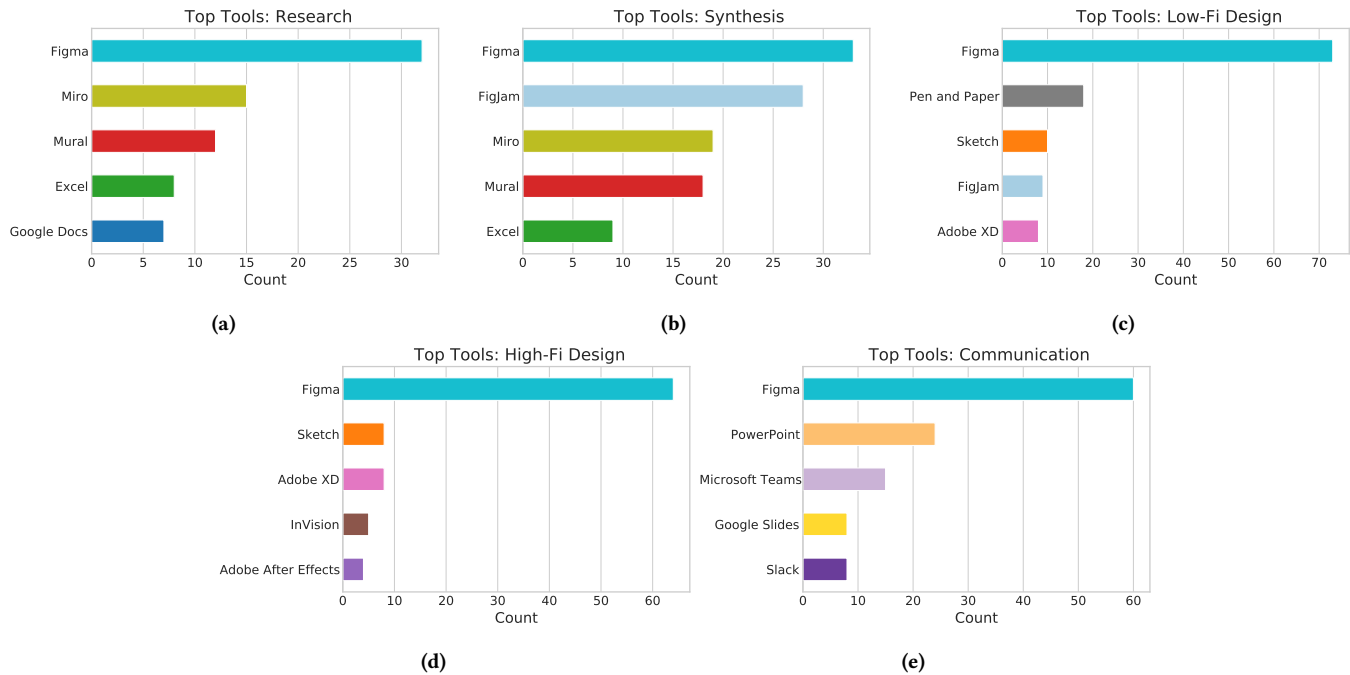 Top Tools: Research
Figma
Miro
Mural
Excel
Google Docs
0 5 10 15 20 25 30
Count
(a)
Top Tools: Synthesis
Figma
FigJam
Miro
Mural
Excel
0 5 10 15 20 25 30
Count
(b)
Top Tools: Low-Fi Design
Figma
Pen and Paper
Sketch
FigJam
Adobe XD
0 10 20 30 40 50 60 70
Count
(c)
Top Tools: High-Fi Design
Figma
Sketch
Adobe XD
InVision
Adobe After Effects
0 10 20 30 40 50 60
Count
(d)
Top Tools: Communication
Figma
PowerPoint
Microsoft Teams
Google Slides
Slack
0 10 20 30 40 50 60
Count
(e)